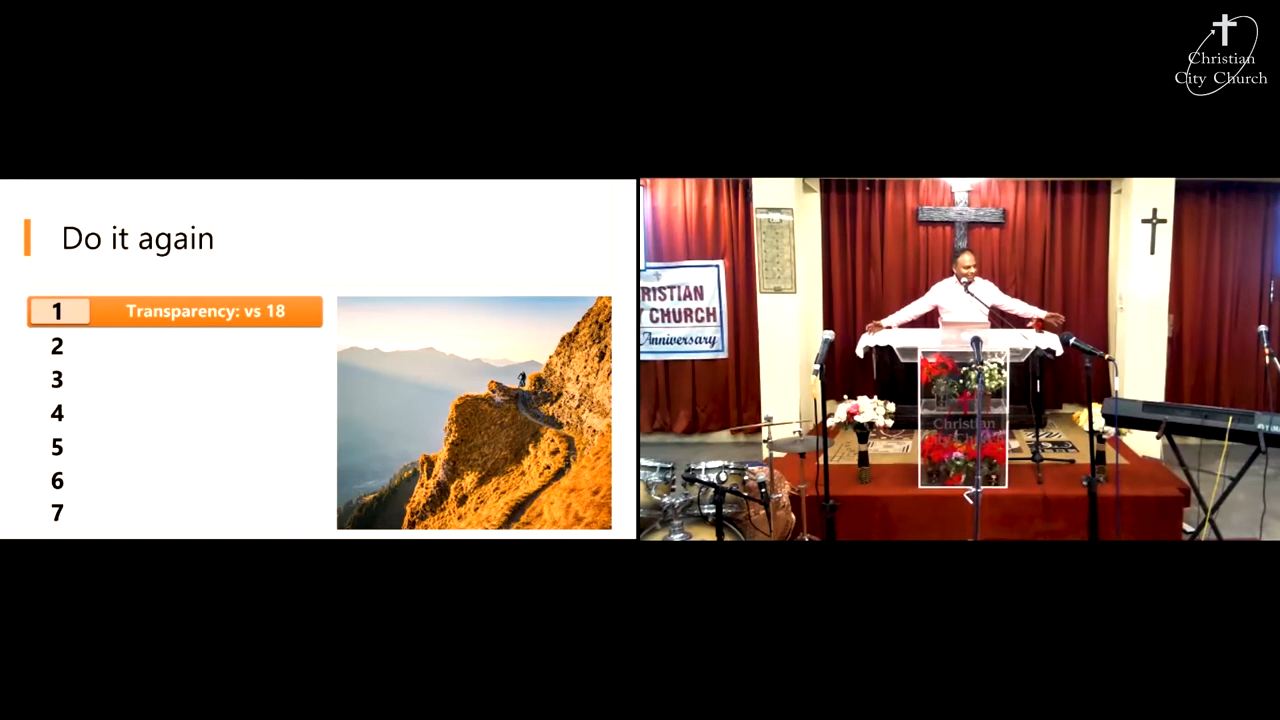 Christian
City Church
Do it again
1 Transparency: vs 18
2
3
4
5
6
7
RISTIAN
CHURCH
Anniversary
Christian